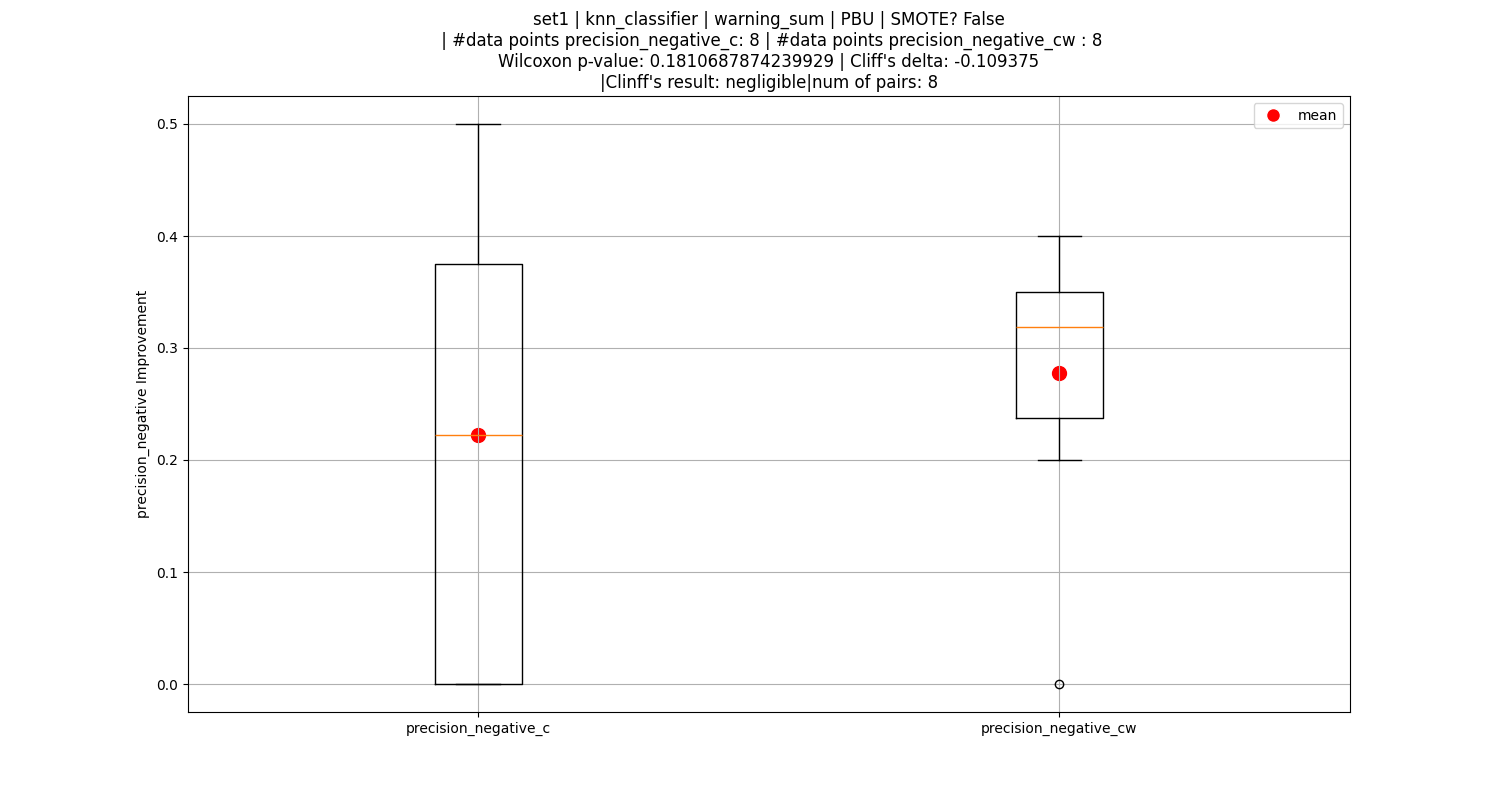 set1 | knn_classifier | warning_sum | PBU | SMOTE? False
| #data points precision_negative_c: 8 | #data points precision_negative_cw : 8
Wilcoxon p-value: 0.1810687874239929 | Cliff's delta: -0.109375
|Clinff's result: negligible|num of pairs: 8
mean
0.5
0.4
0.3
0.2
0.1
0.0
precision_negative Improvement
precision_negative_c
precision_negative_cw